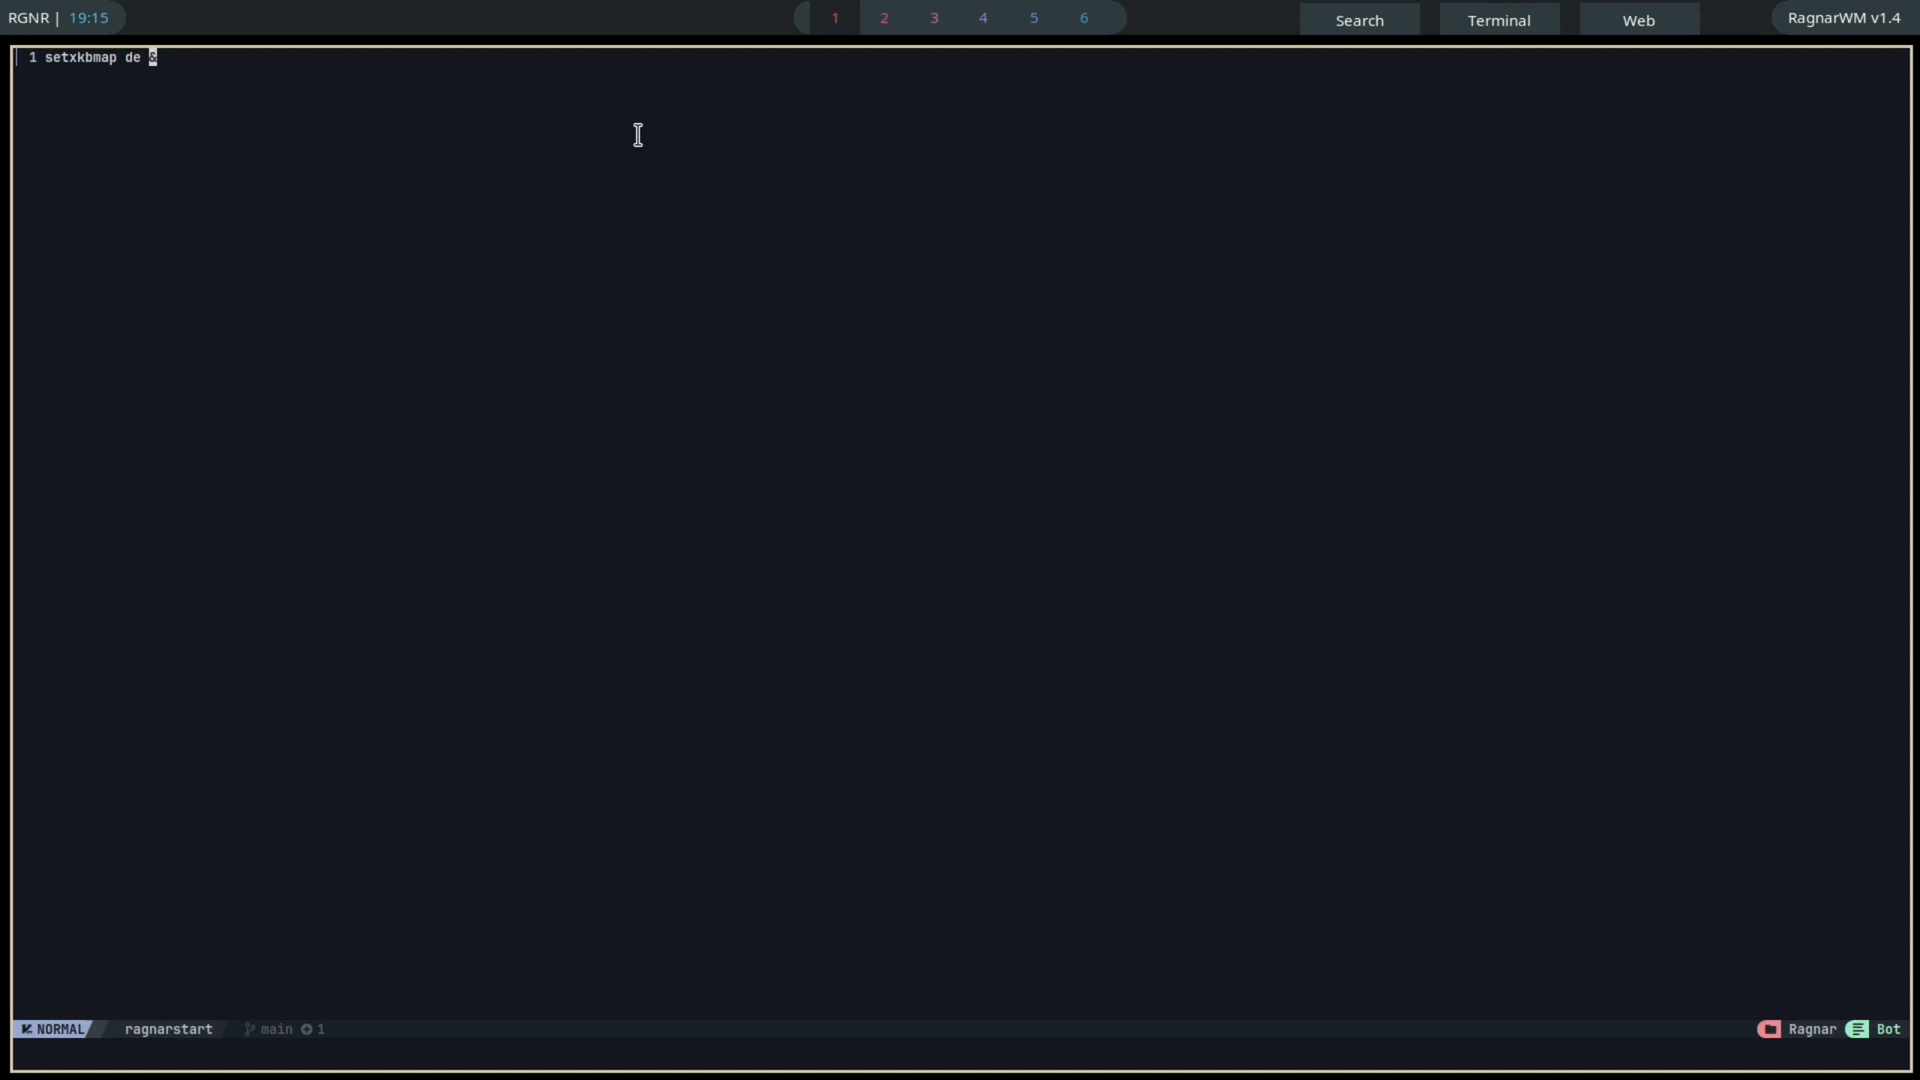 RGNR | 19:15
1 2 3 4 5 6
Search Terminal Web RagnarWM v1.4
1 setxkbmap de &
NORMAL ragnarstart main 1
Ragnar Bot